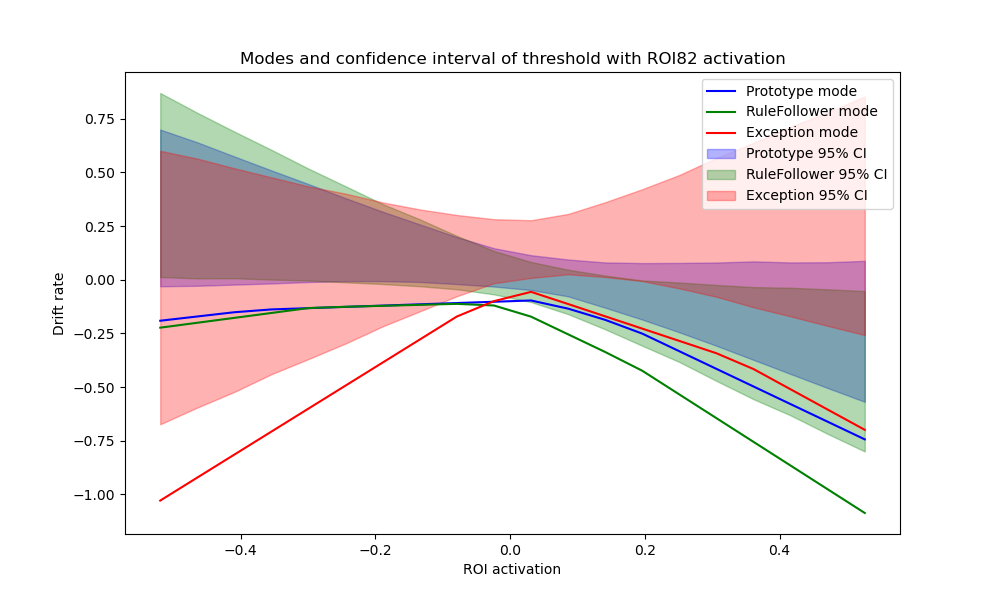 Modes and confidence interval of threshold with ROI82 activation
Prototype mode
RuleFollower mode
Exception mode
Prototype 95% CI
RuleFollower 95% CI
Exception 95% CI
Drift rate
0.75
0.50
0.25
0.00
−0.25
−0.50
−0.75
−1.00
−0.4
−0.2
0.0
0.2
0.4
ROI activation